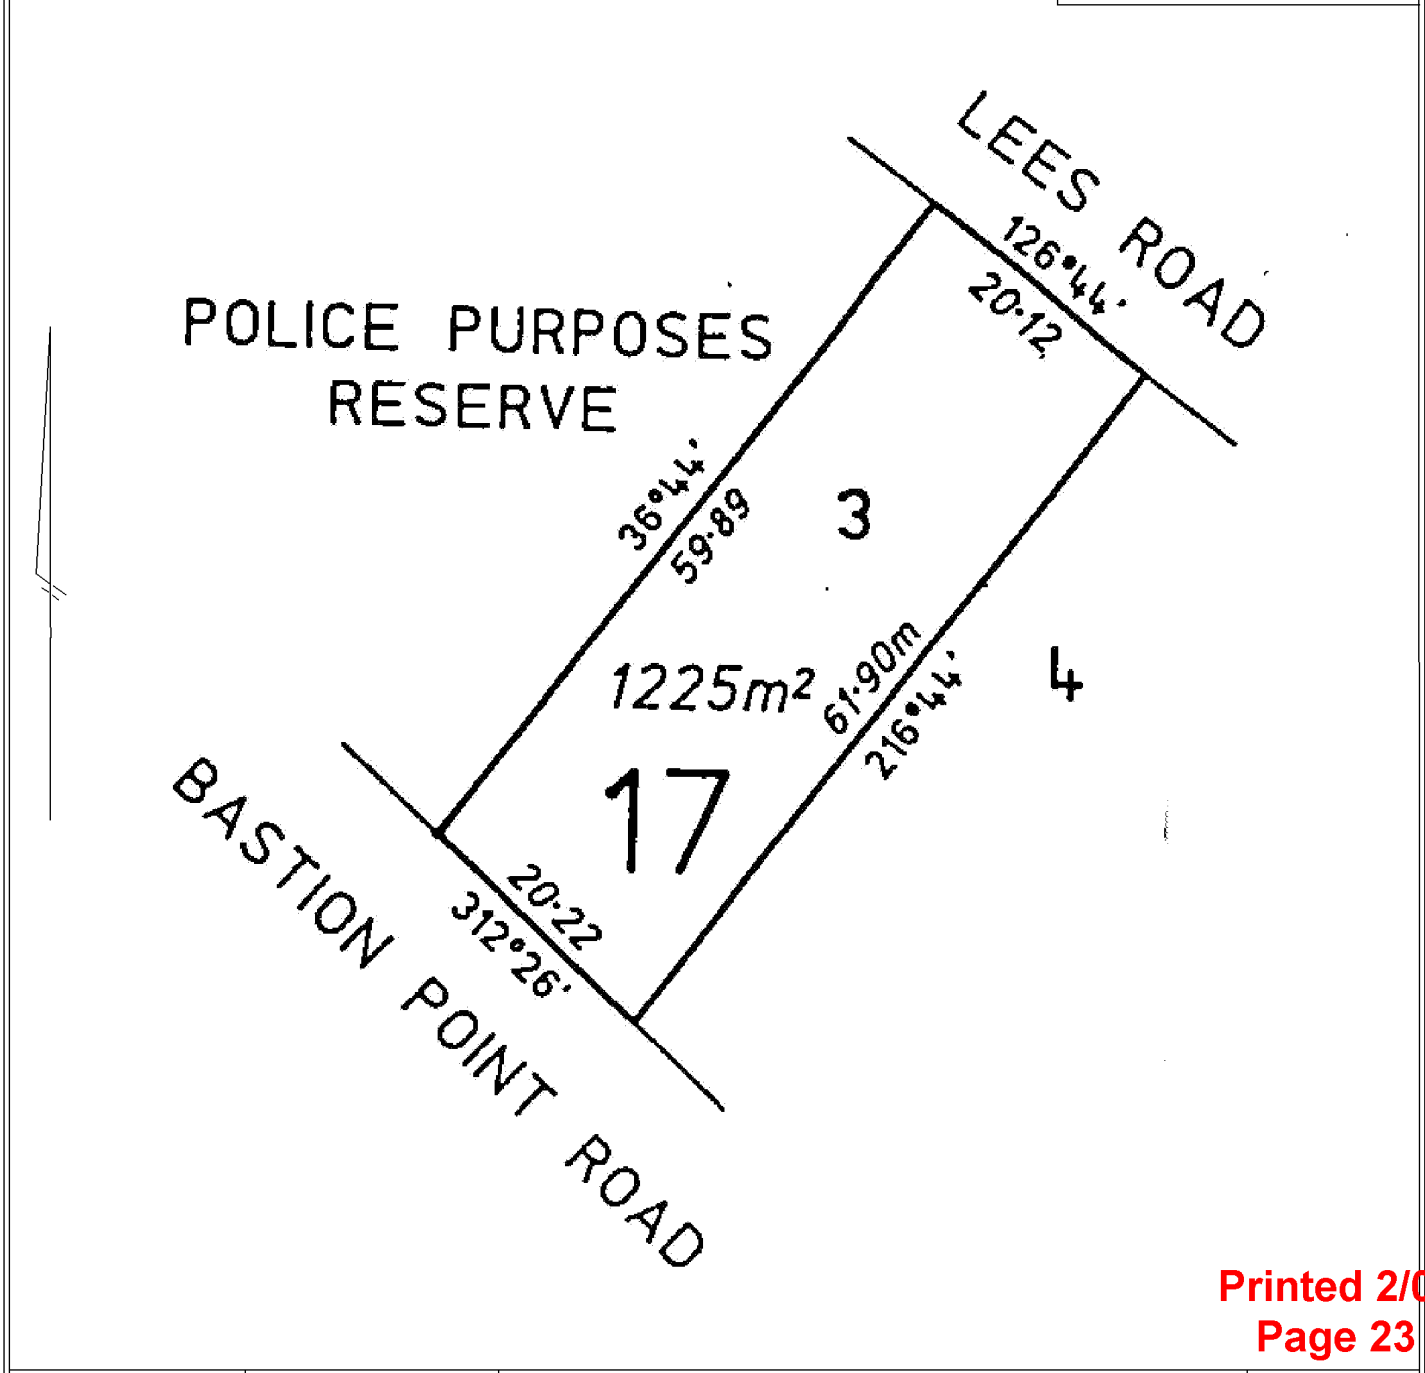 LEES ROAD
126°44'
20·12
POLICE PURPOSES
RESERVE
36°44'
59·89
3
1225m²
61·90m
216°44'
4
17
20·22
312°26'
BASTION POINT ROAD
Printed 2/
Page 23